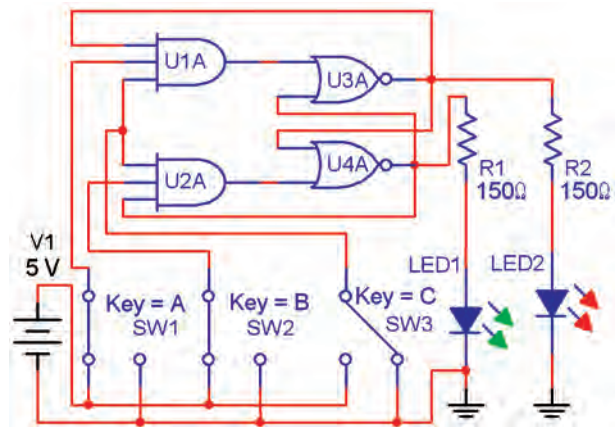 U1A
U3A
U2A
U4A
R1
150Ω
R2
150Ω
V1
5 V
LED1
LED2
Key = A
SW1
Key = B
SW2
Key = C
SW3